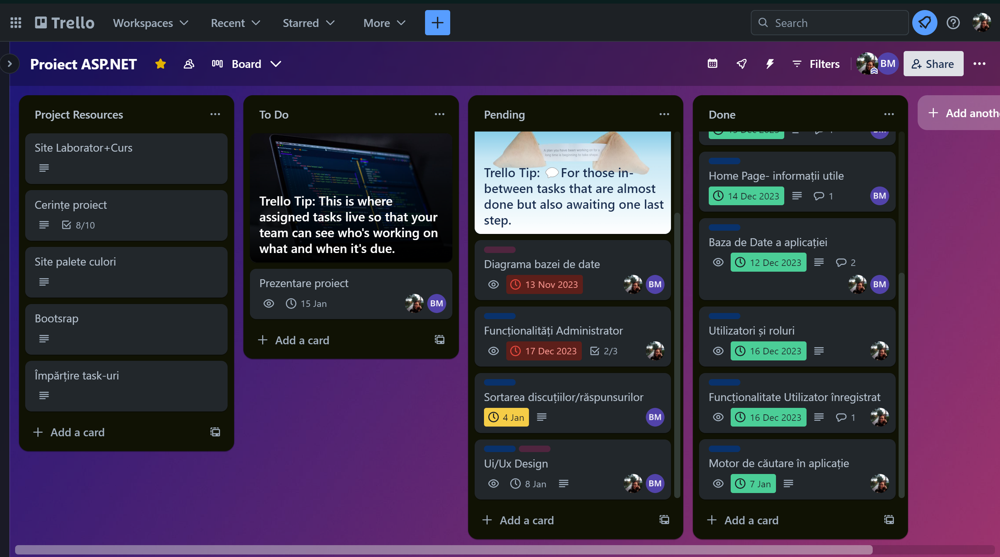 Trello
Workspaces
Recent
Starred
More
Search
Proiect ASP.NET
Board
Filters
BM
Share
Project Resources
Site Laborator+Curs
Cerințe proiect
8/10
Site palete culori
Bootsrap
Împărțire task-uri
Add a card
To Do
Trello Tip: This is where
assigned tasks live so that your
team can see who's working on
what and when it's due.
Prezentare proiect
15 Jan
BM
Add a card
Pending
A plan you have been working on for a
long time is beginning to take shape.
Trello Tip: 💬For those in-
between tasks that are almost
done but also awaiting one last
step.
Diagrama bazei de date
13 Nov 2023
BM
Funcționalități Administrator
17 Dec 2023
2/3
Sortarea discuțiilor/răspunsurilor
4 Jan
BM
Ui/Ux Design
8 Jan
BM
Add a card
Done
Home Page- informații utile
14 Dec 2023
1
BM
Baza de Date a aplicației
12 Dec 2023
2
BM
Utilizatori și roluri
16 Dec 2023
Funcționalitate Utilizator înregistrat
16 Dec 2023
1
Motor de căutare în aplicație
7 Jan
Add a card
Add anoth